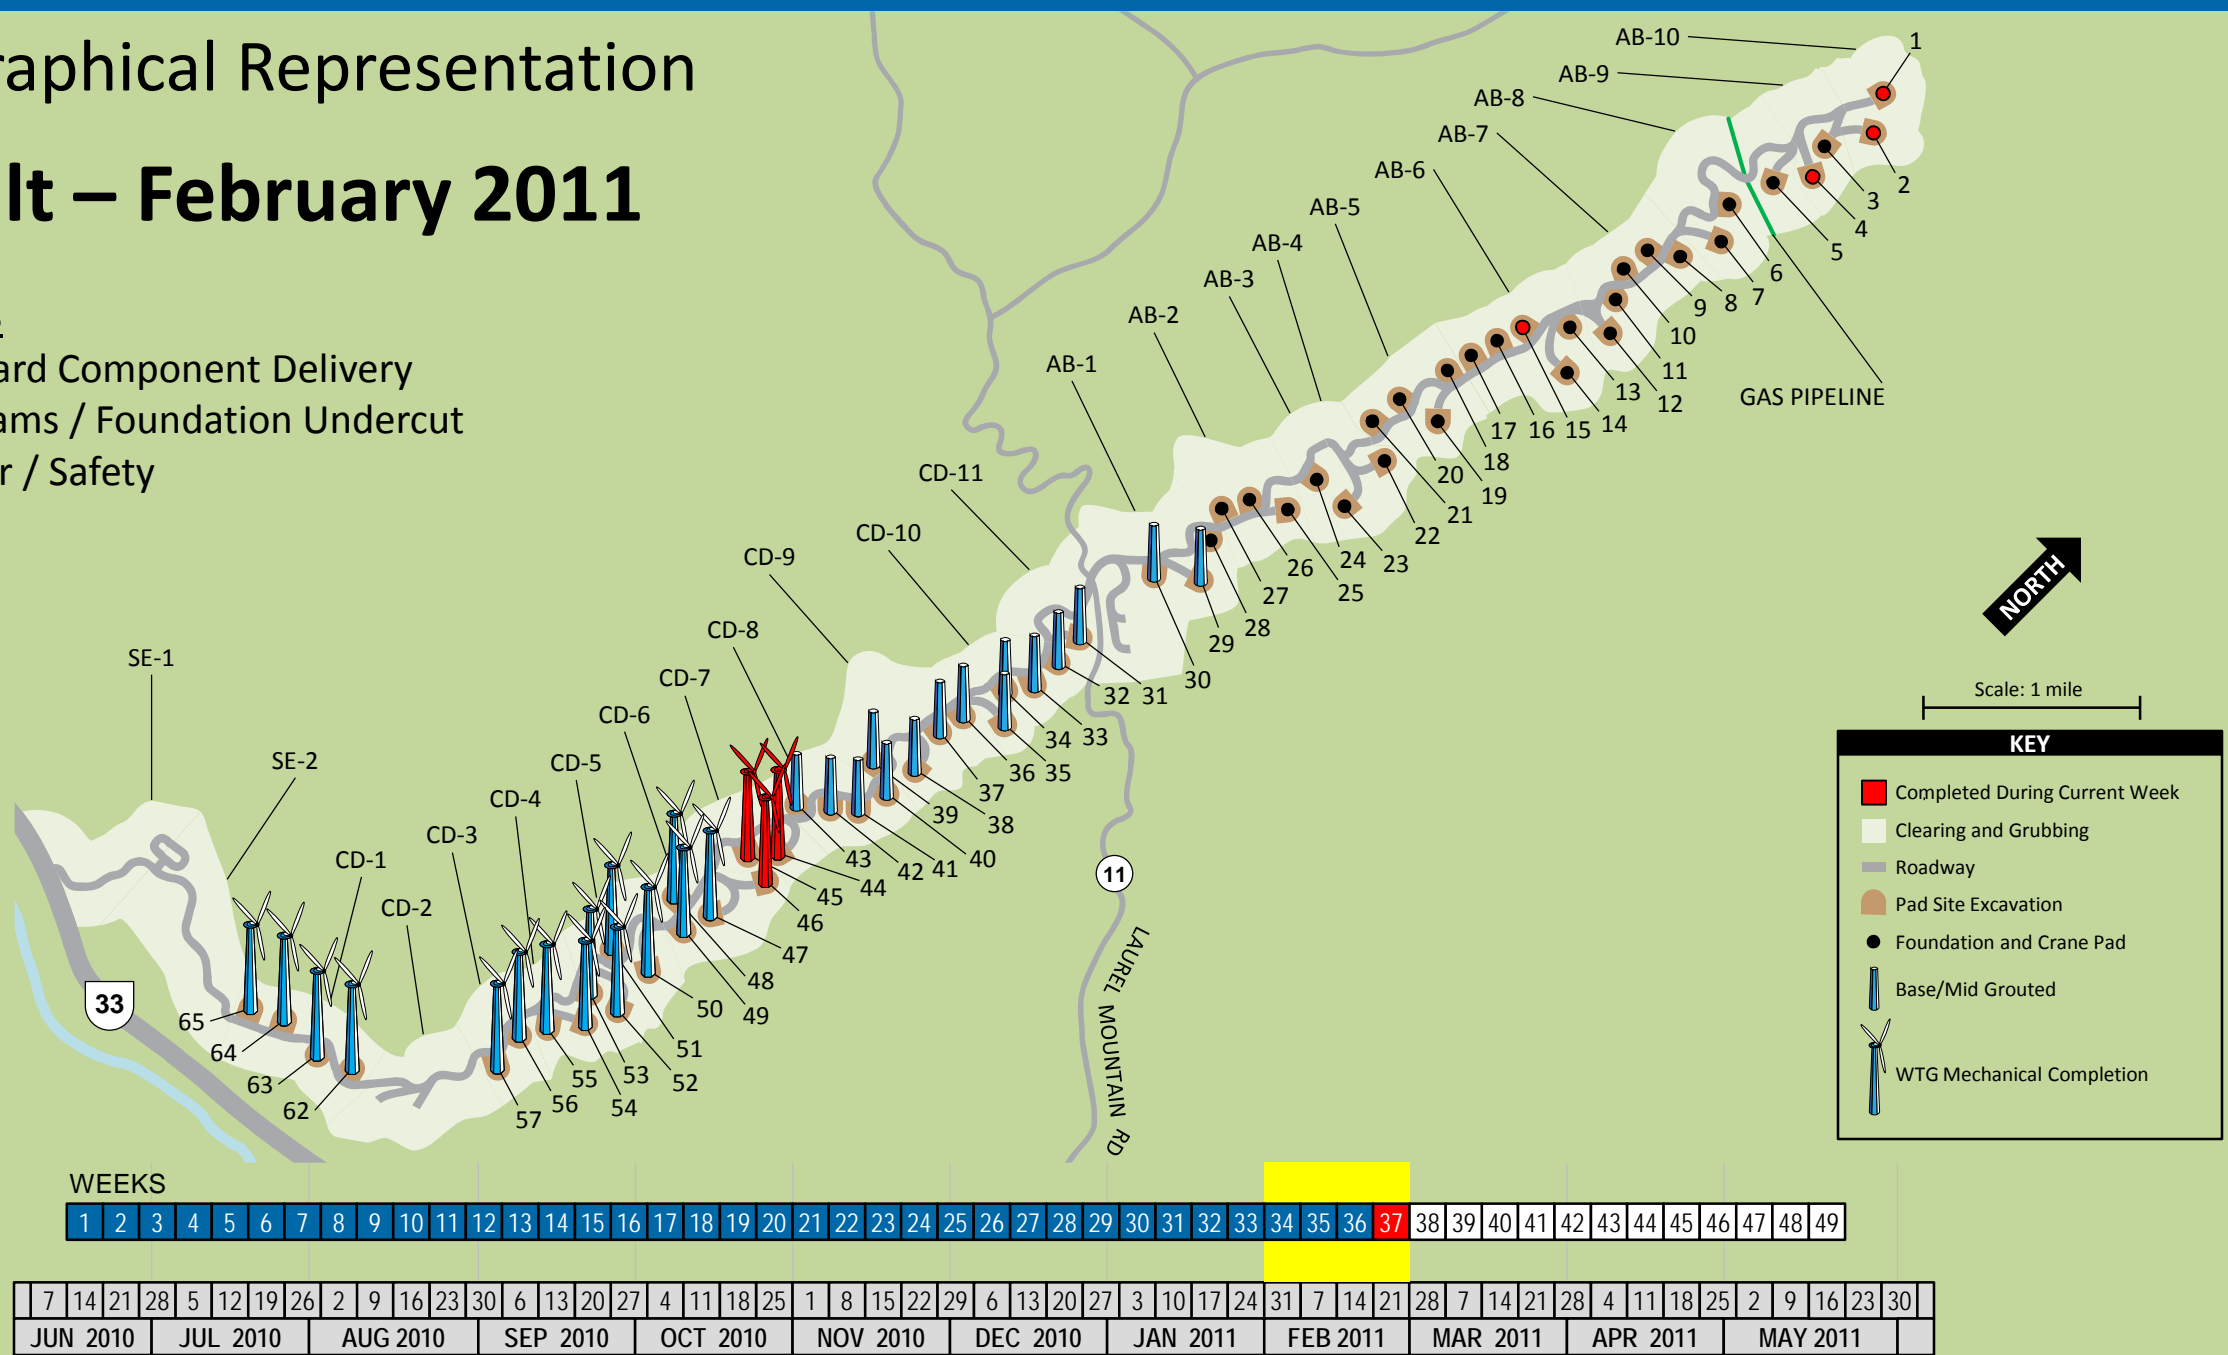 raphical Representation
lt – February 2011
ard Component Delivery
ams / Foundation Undercut
r / Safety
AB-10
AB-9
AB-8
AB-7
AB-6
AB-5
AB-4
AB-3
AB-2
AB-1
CD-11
CD-10
CD-9
CD-8
CD-7
CD-6
CD-5
CD-4
CD-3
CD-2
CD-1
SE-2
SE-1
1
2
3
4
5
6
7
8
9
10
11
12
13
14
15
16
17
18
19
20
21
22
23
24
25
26
27
28
29
30
31
32
33
34
35
36
37
38
39
40
41
42
43
44
45
46
47
48
49
50
51
52
53
54
55
56
57
62
63
64
65
GAS PIPELINE
33
11
LAUREL MOUNTAIN RD
NORTH
Scale: 1 mile
KEY
Completed During Current Week
Clearing and Grubbing
Roadway
Pad Site Excavation
Foundation and Crane Pad
Base/Mid Grouted
WTG Mechanical Completion
WEEKS
1 2 3 4 5 6 7 8 9 10 11 12 13 14 15 16 17 18 19 20 21 22 23 24 25 26 27 28 29 30 31 32 33 34 35 36 37 38 39 40 41 42 43 44 45 46 47 48 49
7 14 21 28 5 12 19 26 2 9 16 23 30 6 13 20 27 4 11 18 25 1 8 15 22 29 6 13 20 27 3 10 17 24 31 7 14 21 28 7 14 21 28 4 11 18 25 2 9 16 23 30
JUN 2010 JUL 2010 AUG 2010 SEP 2010 OCT 2010 NOV 2010 DEC 2010 JAN 2011 FEB 2011 MAR 2011 APR 2011 MAY 2011